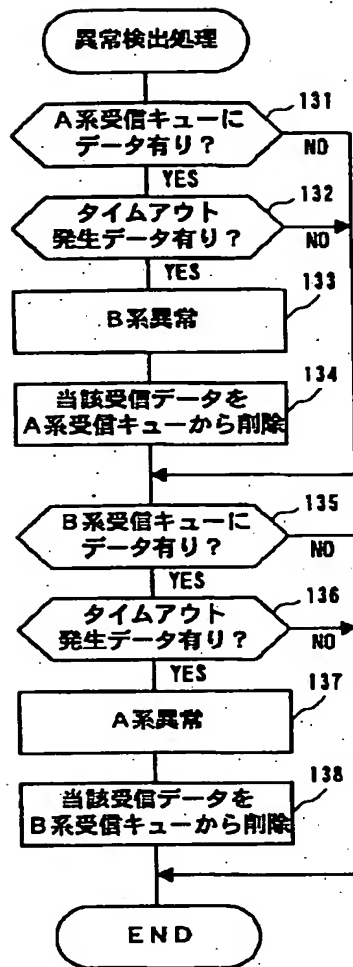 異常検出処理
131
A系受信キューに
データ有り?
NO
YES
132
タイムアウト
発生データ有り?
NO
YES
133
B系異常
134
当該受信データを
A系受信キューから削除
135
B系受信キューに
データ有り?
NO
YES
136
タイムアウト
発生データ有り?
NO
YES
137
A系異常
138
当該受信データを
B系受信キューから削除
END